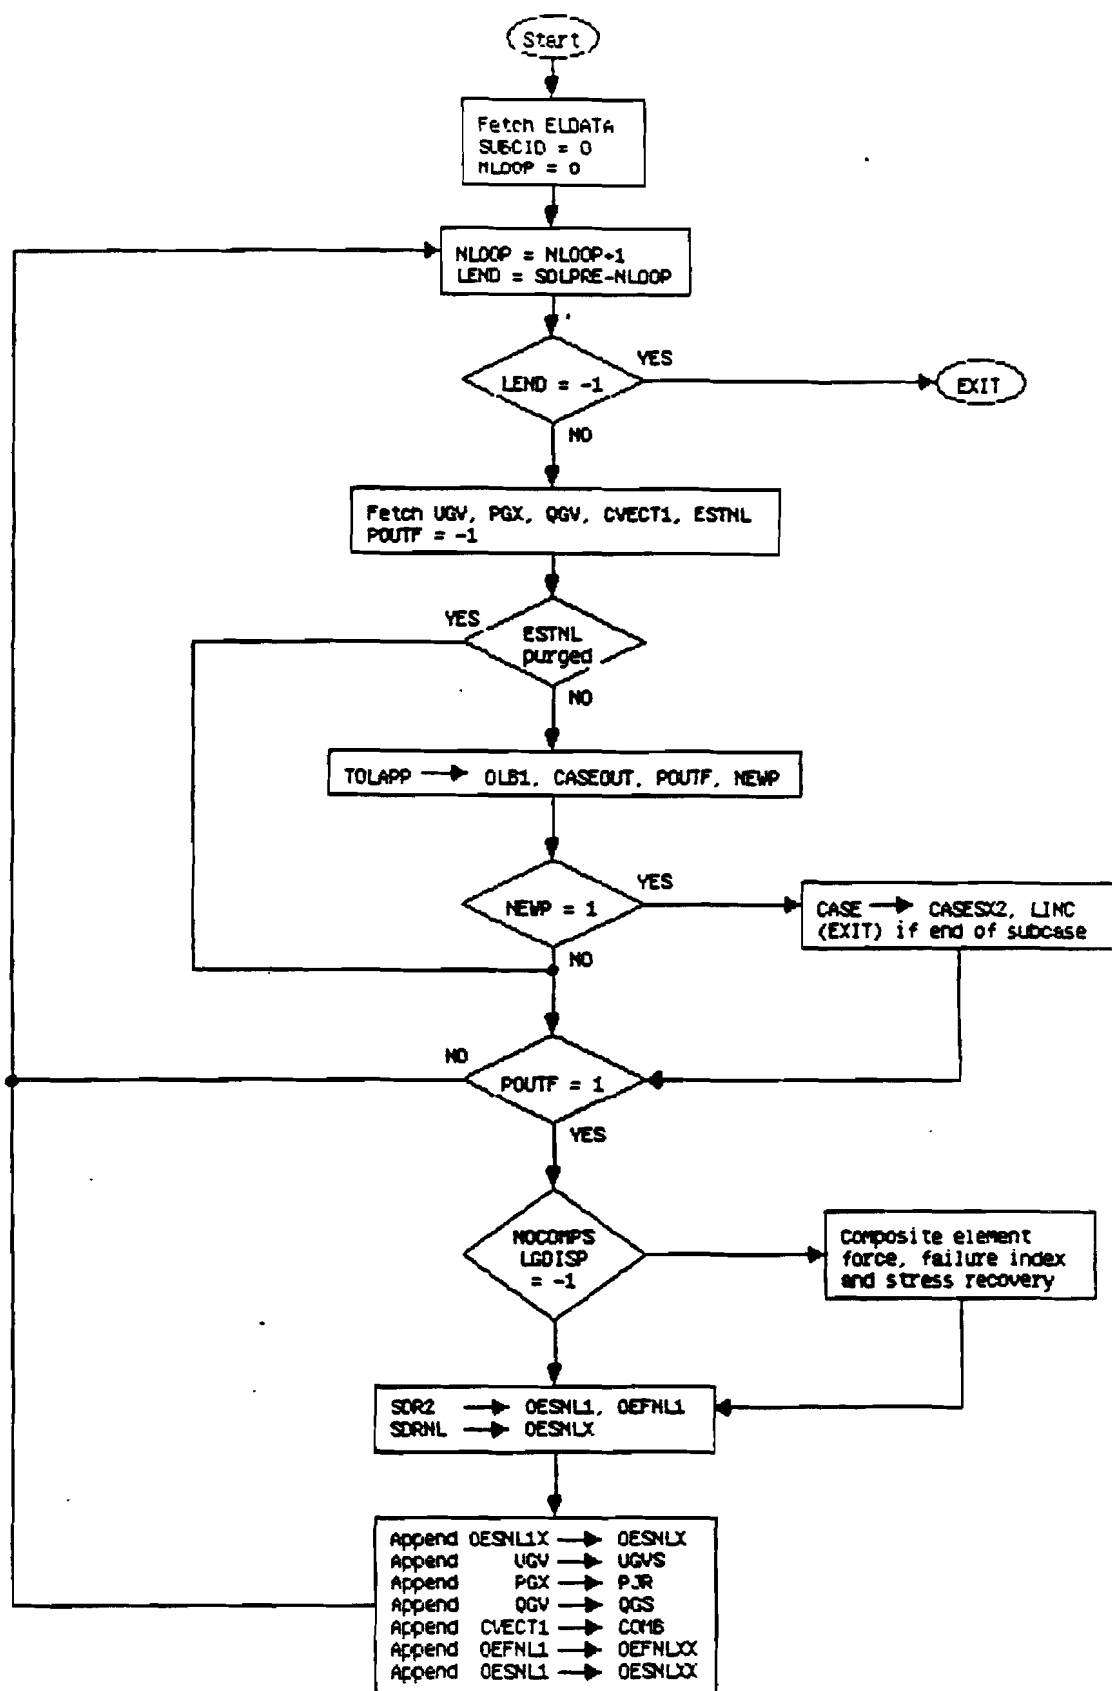 Start
Fetch ELDATA
SUBCID = 0
NLOOP = 0
NLOOP = NLOOP+1
LEND = SOLPRE-NLOOP
YES
LEND = -1
EXIT
NO
Fetch UGV, PGX, QGV, CVECT1, ESTNL
POUTF = -1
YES
ESTNL
purged
NO
TOLAPP → OLB1, CASEOUT, POUTF, NEWP
YES
NEWP = 1
CASE → CASESX2, LINC
(EXIT) if end of subcase
NO
NO
POUTF = 1
YES
NOCOMPS
LGDISP
= -1
Composite element
force, failure index
and stress recovery
SDR2 → OESNL1, OEFNL1
SDRNL → OESNLX
Append OESNL1X → OESNLX
Append UGV → UGVS
Append PGX → PJR
Append QGV → QGS
Append CVECT1 → COMB
Append OEFNL1 → OEFNLXX
Append OESNL1 → OESNLXX